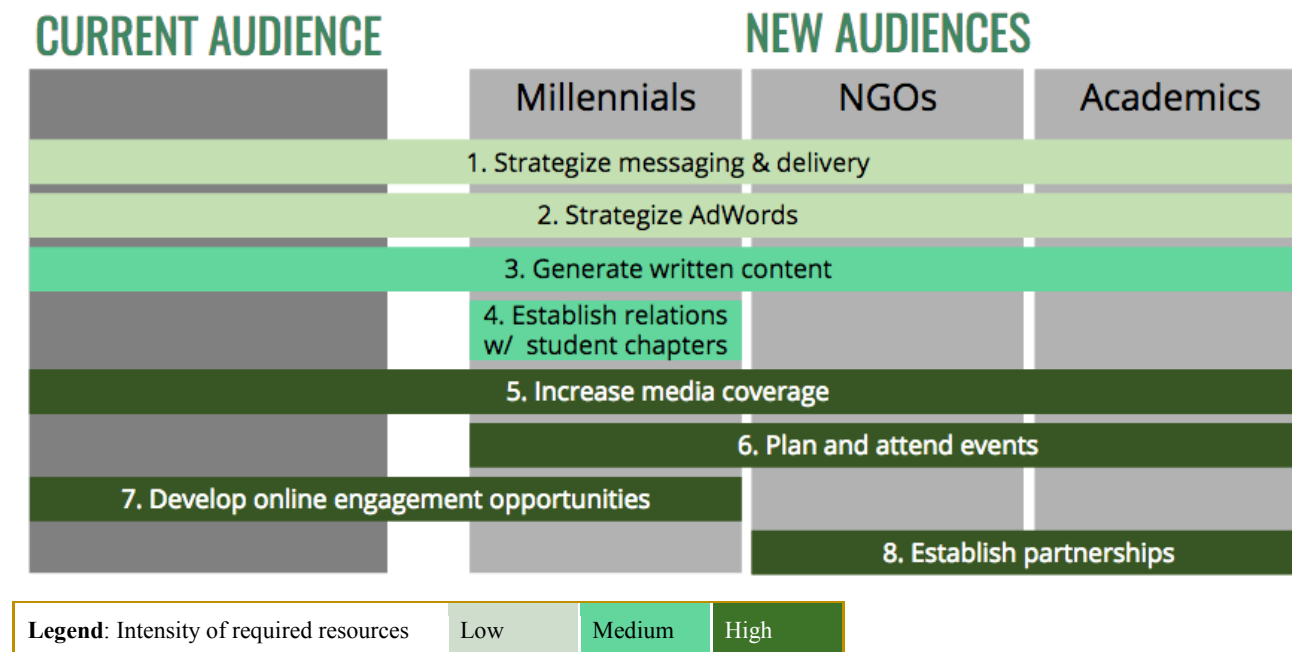 CURRENT AUDIENCE
NEW AUDIENCES
Millennials
NGOs
Academics
1. Strategize messaging & delivery
2. Strategize AdWords
3. Generate written content
4. Establish relations
w/ student chapters
5. Increase media coverage
6. Plan and attend events
7. Develop online engagement opportunities
8. Establish partnerships
Legend: Intensity of required resources
Low
Medium
High